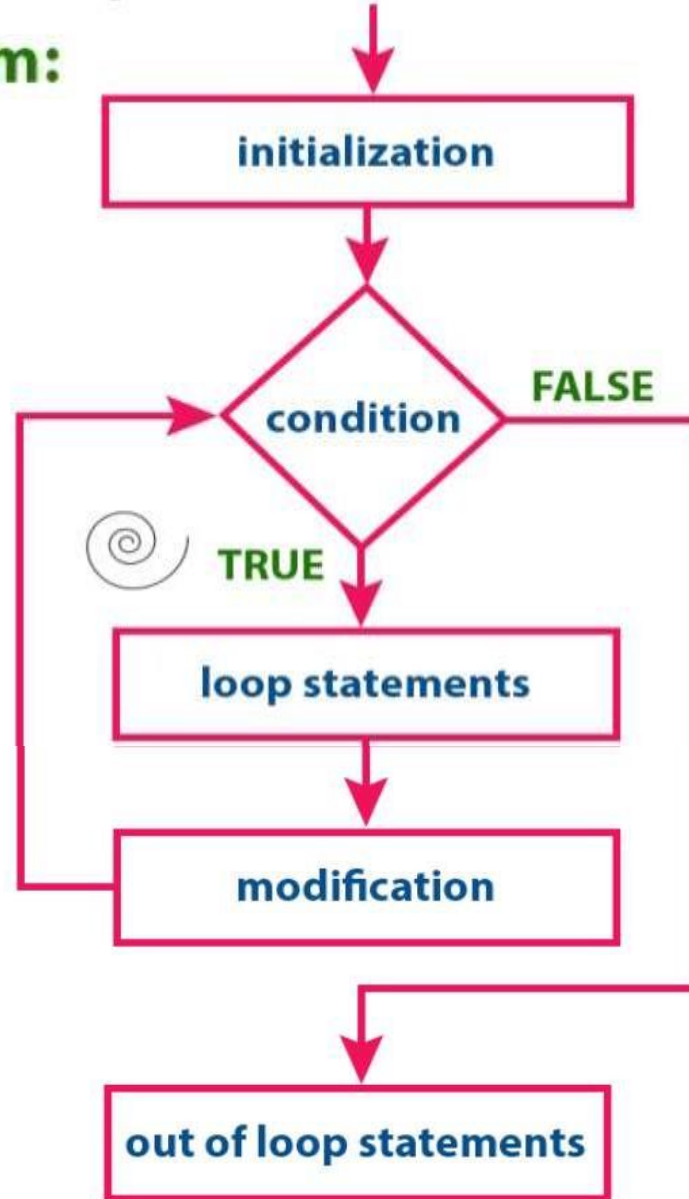 m:
initialization
condition
FALSE
TRUE
loop statements
modification
out of loop statements